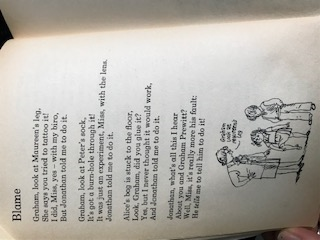 Blame
Graham, look at Maureen's leg,
She says you tried to tattoo it!
I did, Miss, yes – with my biro,
But Jonathan told me to do it.
Graham, look at Peter's sock,
It's got a burn-hole through it!
It was just an experiment, Miss, with the lens.
Jonathan told me to do it.
Alice's bag is stuck to the floor,
Look, Graham, did you glue it?
Yes, but I never thought it would work,
And Jonathan told me to do it.
Jonathan, what's all this I hear
About you and Graham Prewitt?
Well, Miss, it's really more his fault:
He tells me to tell him to do it!
Graham